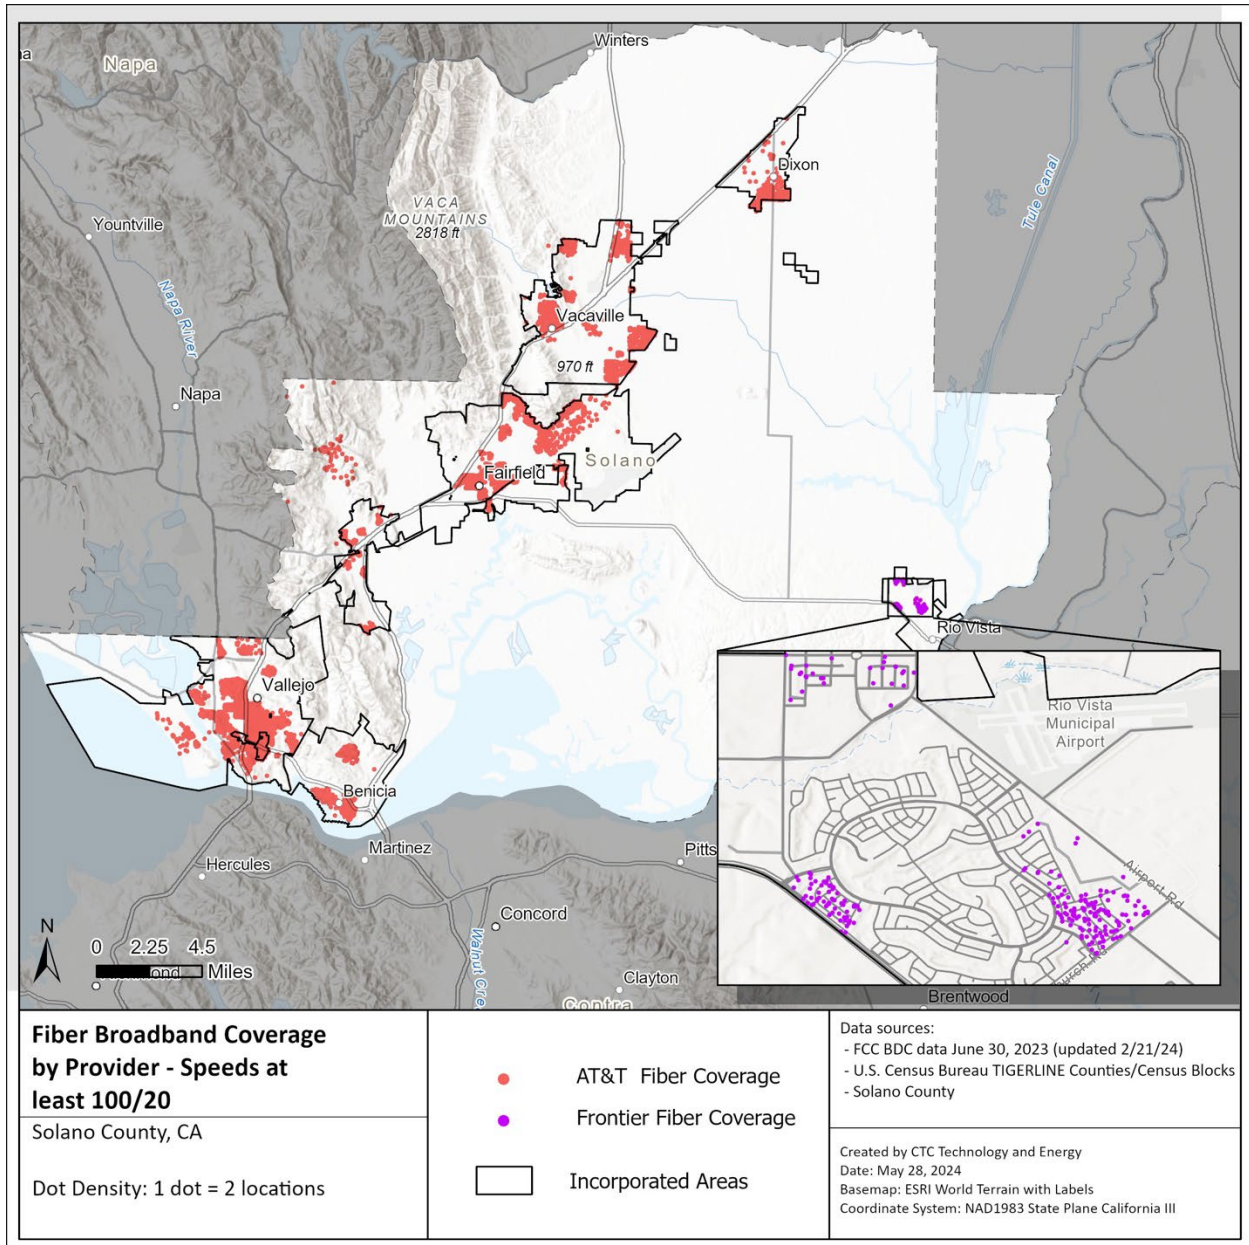 Winters
Napa
Dixon
Tule Canal
VACA
MOUNTAINS
2818 ft
Yountville
Napa River
Vacaville
970 ft
Napa
Fairfield
Solano
Rio Vista
Vallejo
Rio Vista
Municipal
Airport
Benicia
Martinez
Pitts
Hercules
Airport Rd
Concord
Walnut Cre
N
0 2.25 4.5
Miles
Clayton
Contra
Brentwood
Fiber Broadband Coverage
by Provider - Speeds at
least 100/20
Solano County, CA
Dot Density: 1 dot = 2 locations
AT&T Fiber Coverage
Frontier Fiber Coverage
Incorporated Areas
Data sources:
- FCC BDC data June 30, 2023 (updated 2/21/24)
- U.S. Census Bureau TIGERLINE Counties/Census Blocks
- Solano County
Created by CTC Technology and Energy
Date: May 28, 2024
Basemap: ESRI World Terrain with Labels
Coordinate System: NAD1983 State Plane California III